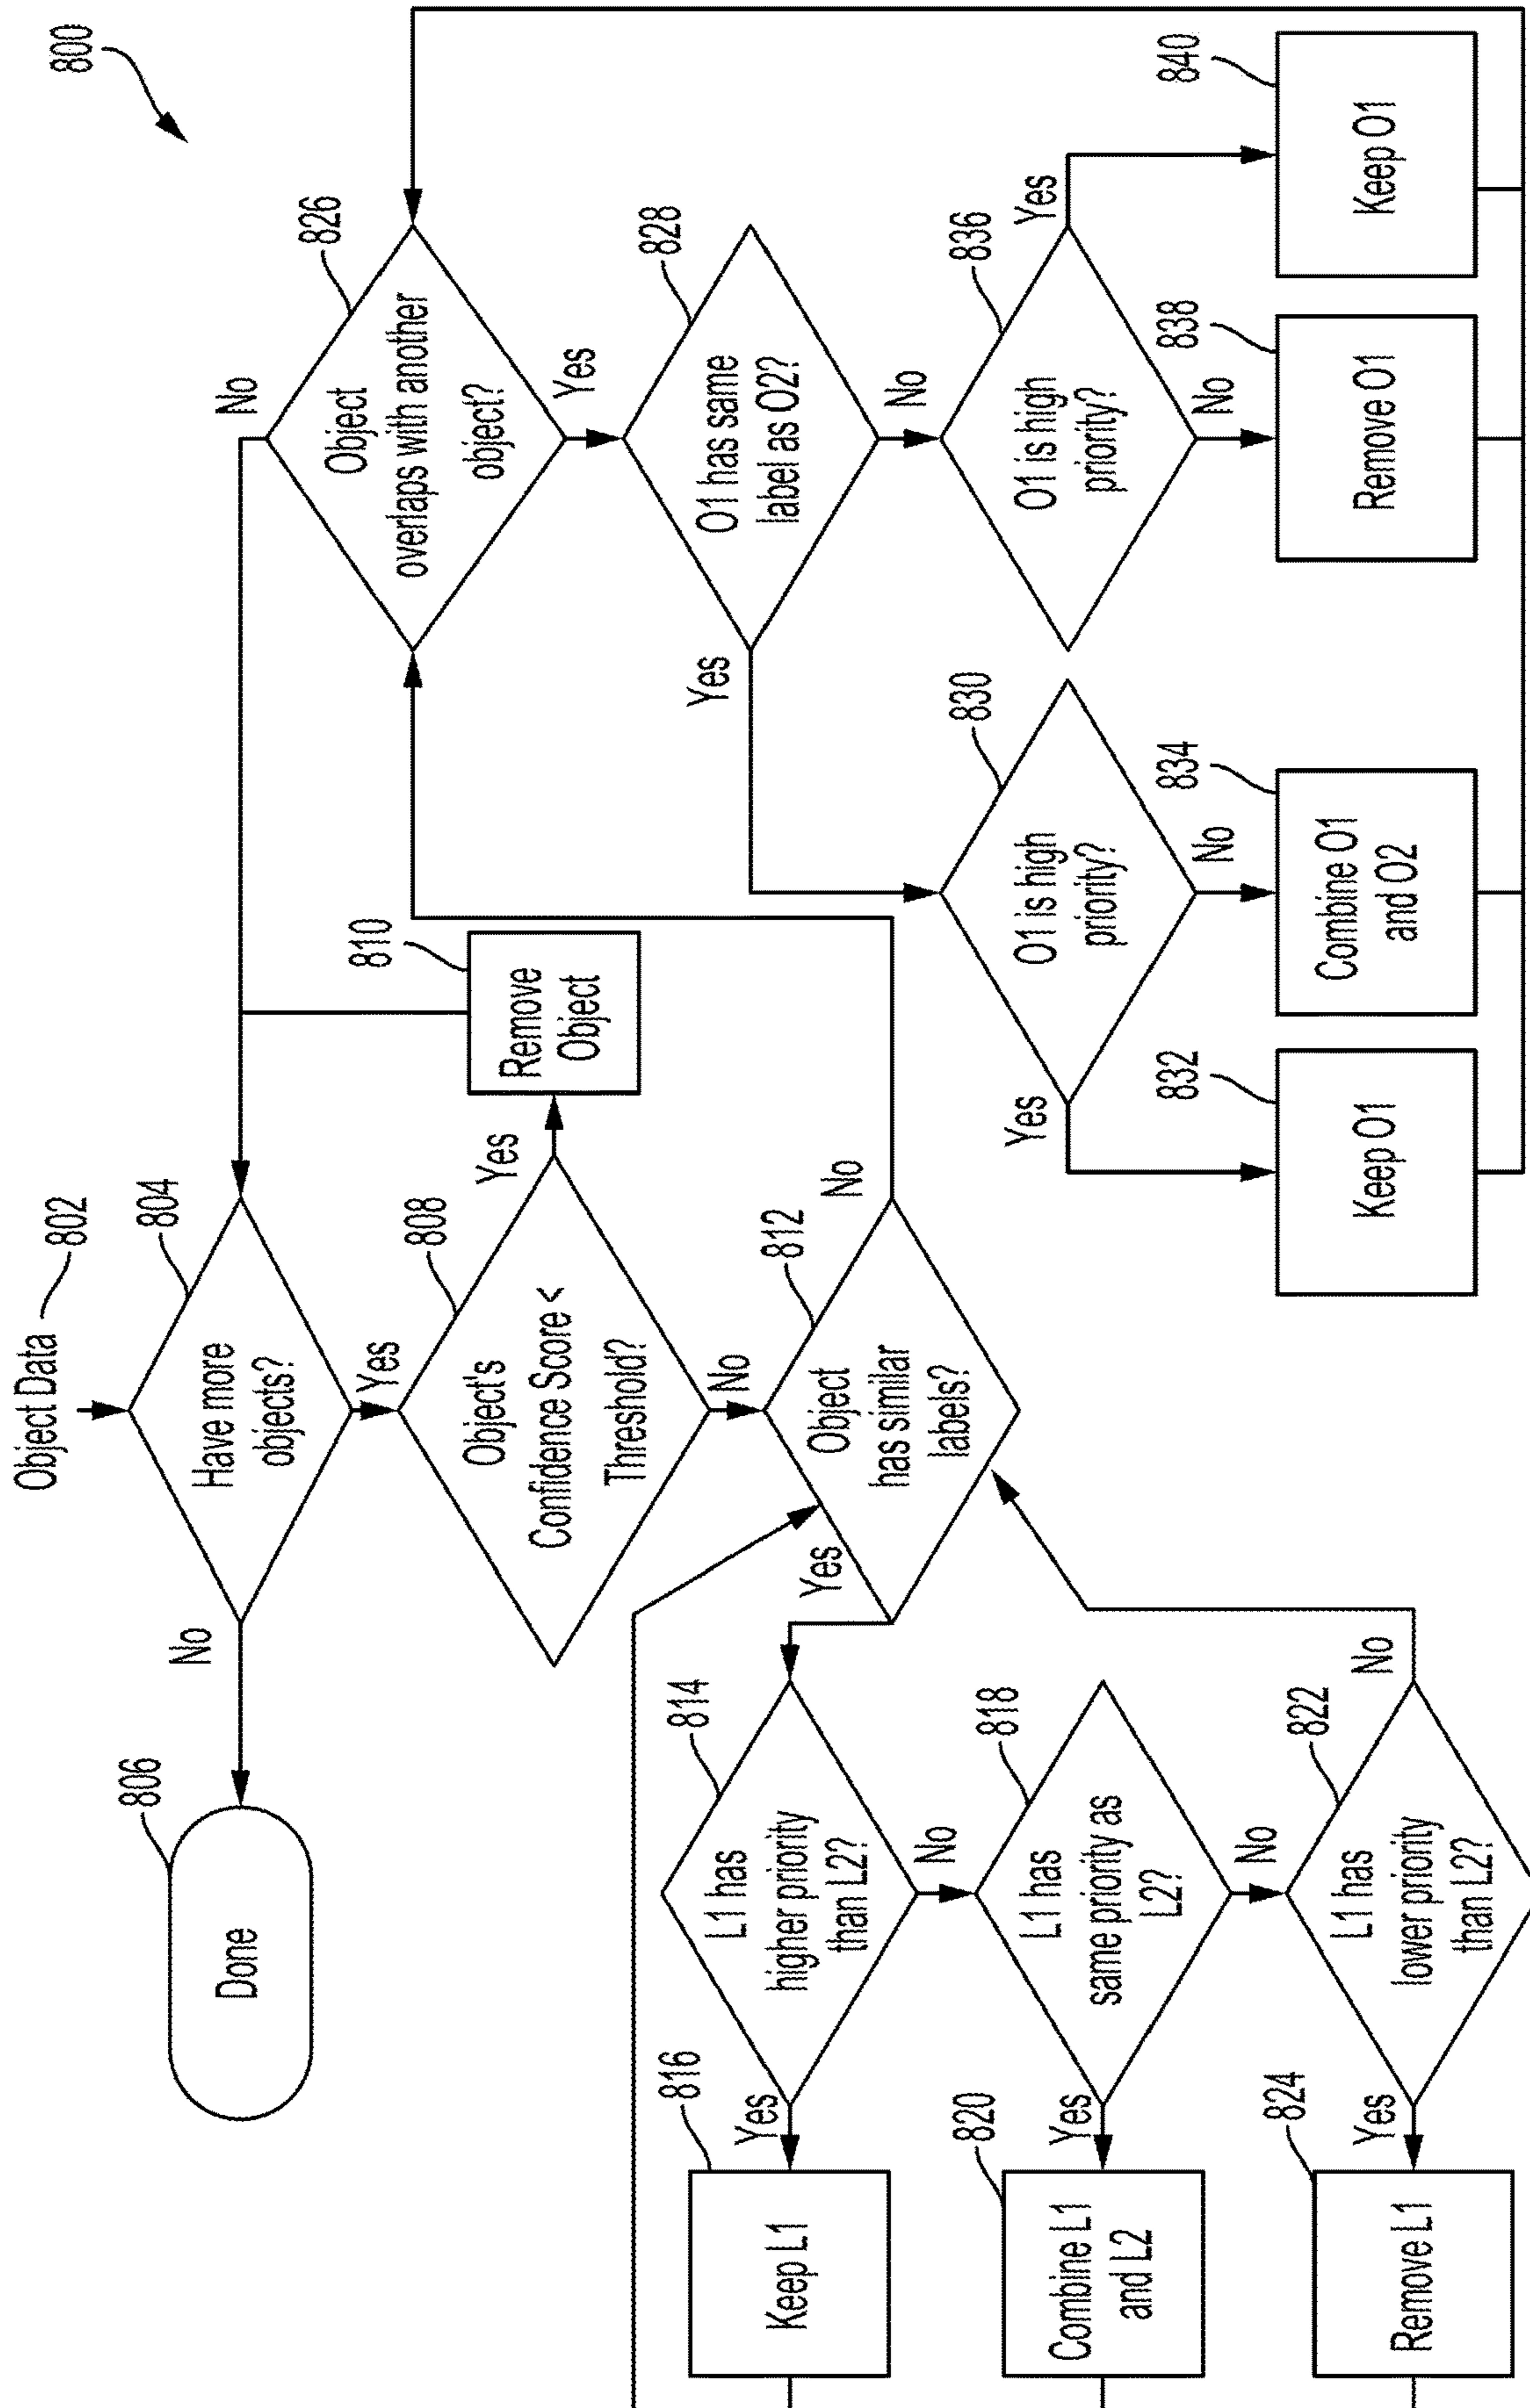 800
Object Data
802
Have more
objects?
804
No
Done
806
Yes
Object's
Confidence Score <
Threshold?
808
Yes
Remove
Object
810
No
Object
has similar
labels?
812
Yes
No
L1 has
higher priority
than L2?
814
Yes
Keep L1
816
No
L1 has
same priority as
L2?
818
Yes
Combine L1
and L2
820
No
L1 has
lower priority
than L2?
822
No
Yes
Remove L1
824
Object
overlaps with another
object?
826
No
Yes
O1 has same
label as O2?
828
Yes
No
O1 is high
priority?
830
Yes
Keep O1
832
No
Combine O1
and O2
834
O1 is high
priority?
836
No
Remove O1
838
Yes
Keep O1
840